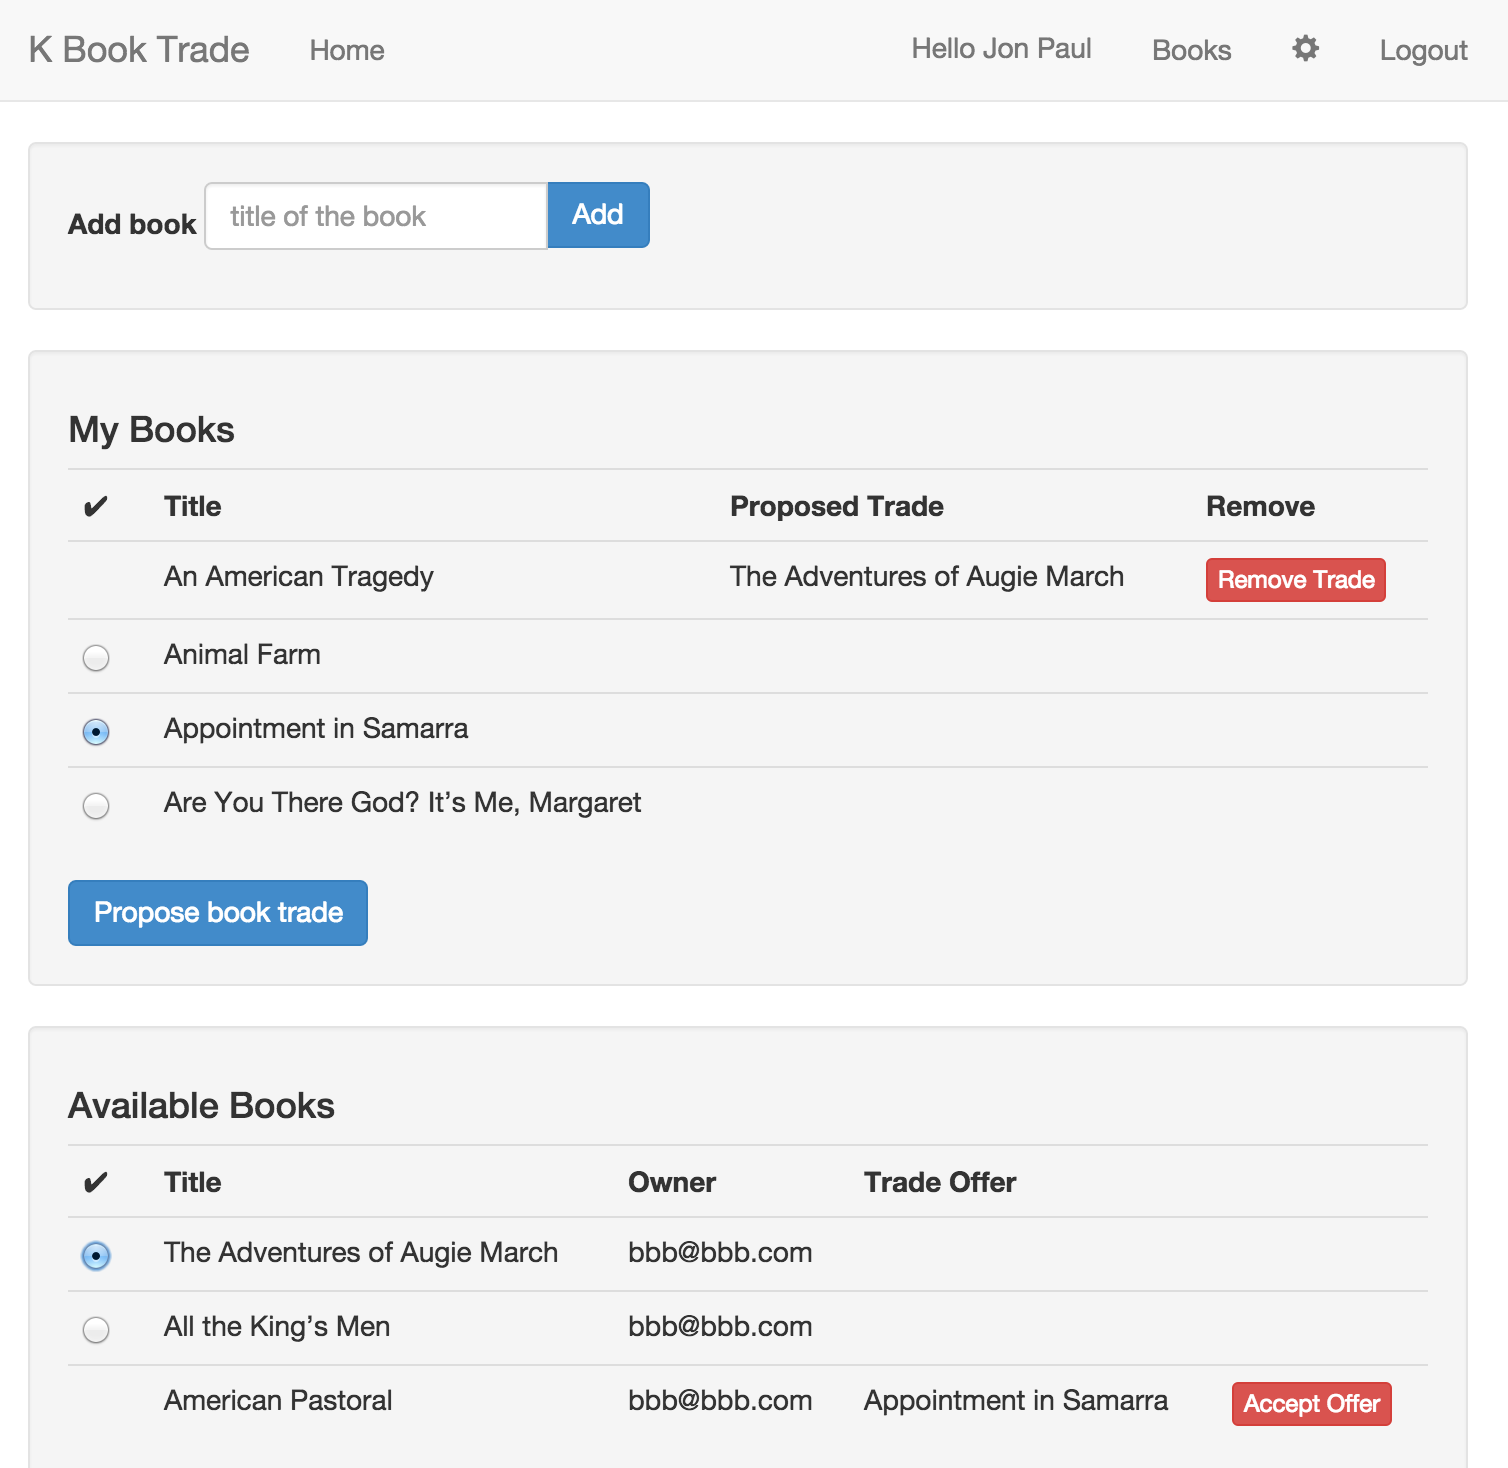 K Book Trade Home Hello Jon Paul Books Logout
Add book title of the book Add
My Books
✔ Title Proposed Trade Remove
An American Tragedy The Adventures of Augie March Remove Trade
Animal Farm
Appointment in Samarra
Are You There God? It’s Me, Margaret
Propose book trade
Available Books
✔ Title Owner Trade Offer
The Adventures of Augie March bbb@bbb.com
All the King’s Men bbb@bbb.com
American Pastoral bbb@bbb.com Appointment in Samarra Accept Offer